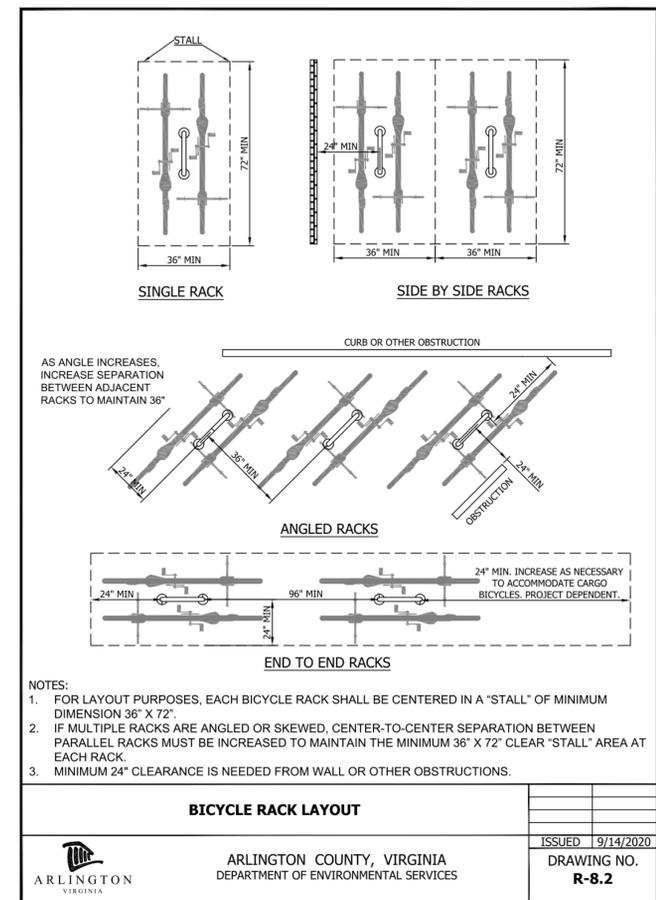 STALL
72" MIN
36" MIN
SINGLE RACK
24" MIN
72" MIN
36" MIN
36" MIN
SIDE BY SIDE RACKS
CURB OR OTHER OBSTRUCTION
AS ANGLE INCREASES,
INCREASE SEPARATION
BETWEEN ADJACENT
RACKS TO MAINTAIN 36"
24" MIN
36" MIN
24" MIN
24" MIN
OBSTRUCTION
ANGLED RACKS
24" MIN
96" MIN
24" MIN
24" MIN. INCREASE AS NECESSARY
TO ACCOMMODATE CARGO
BICYCLES. PROJECT DEPENDENT.
END TO END RACKS
NOTES:
1. FOR LAYOUT PURPOSES, EACH BICYCLE RACK SHALL BE CENTERED IN A “STALL” OF MINIMUM
DIMENSION 36” X 72”.
2. IF MULTIPLE RACKS ARE ANGLED OR SKEWED, CENTER-TO-CENTER SEPARATION BETWEEN
PARALLEL RACKS MUST BE INCREASED TO MAINTAIN THE MINIMUM 36” X 72” CLEAR “STALL” AREA AT
EACH RACK.
3. MINIMUM 24" CLEARANCE IS NEEDED FROM WALL OR OTHER OBSTRUCTIONS.
BICYCLE RACK LAYOUT
ISSUED 9/14/2020
ARLINGTON
VIRGINIA
ARLINGTON COUNTY, VIRGINIA
DEPARTMENT OF ENVIRONMENTAL SERVICES
DRAWING NO.
R-8.2